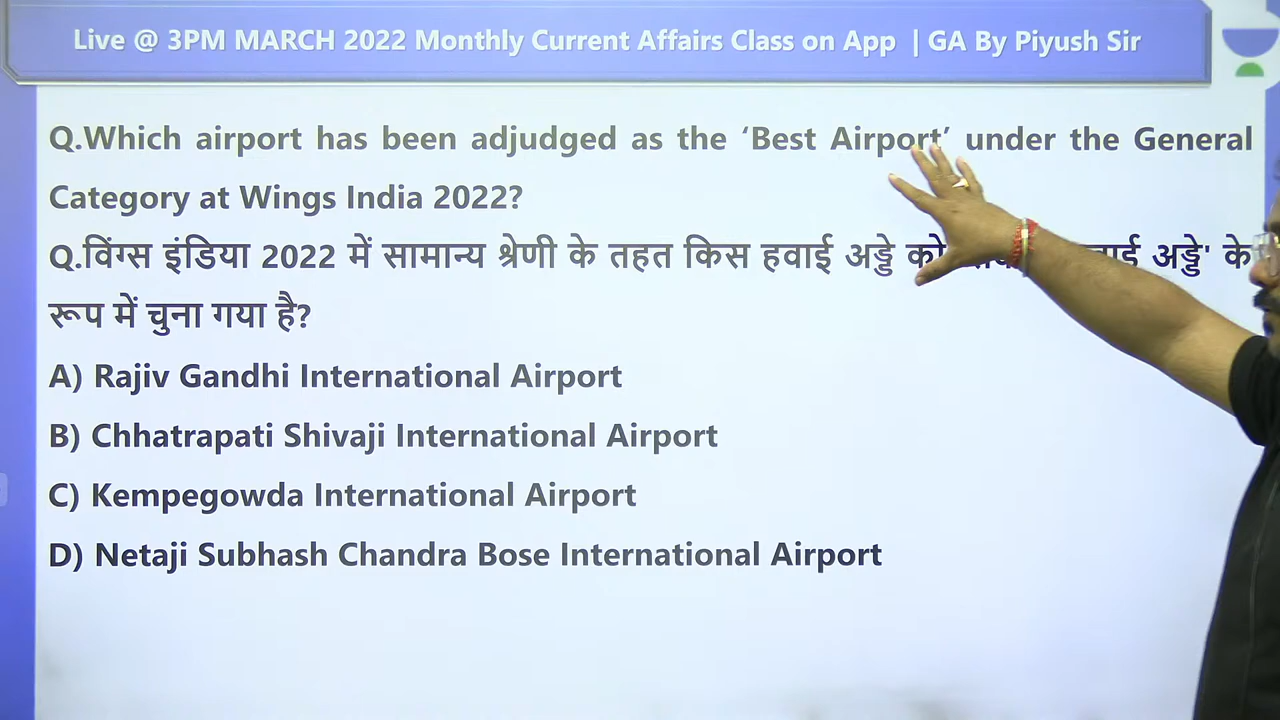 Live @ 3PM MARCH 2022 Monthly Current Affairs Class on App | GA By Piyush Sir
Q.Which airport has been adjudged as the ‘Best Airport’ under the General
Category at Wings India 2022?
Q.विंग्स इंडिया 2022 में सामान्य श्रेणी के तहत किस हवाई अड्डे को अड्डे' के
रूप में चुना गया है?
A) Rajiv Gandhi International Airport
B) Chhatrapati Shivaji International Airport
C) Kempegowda International Airport
D) Netaji Subhash Chandra Bose International Airport